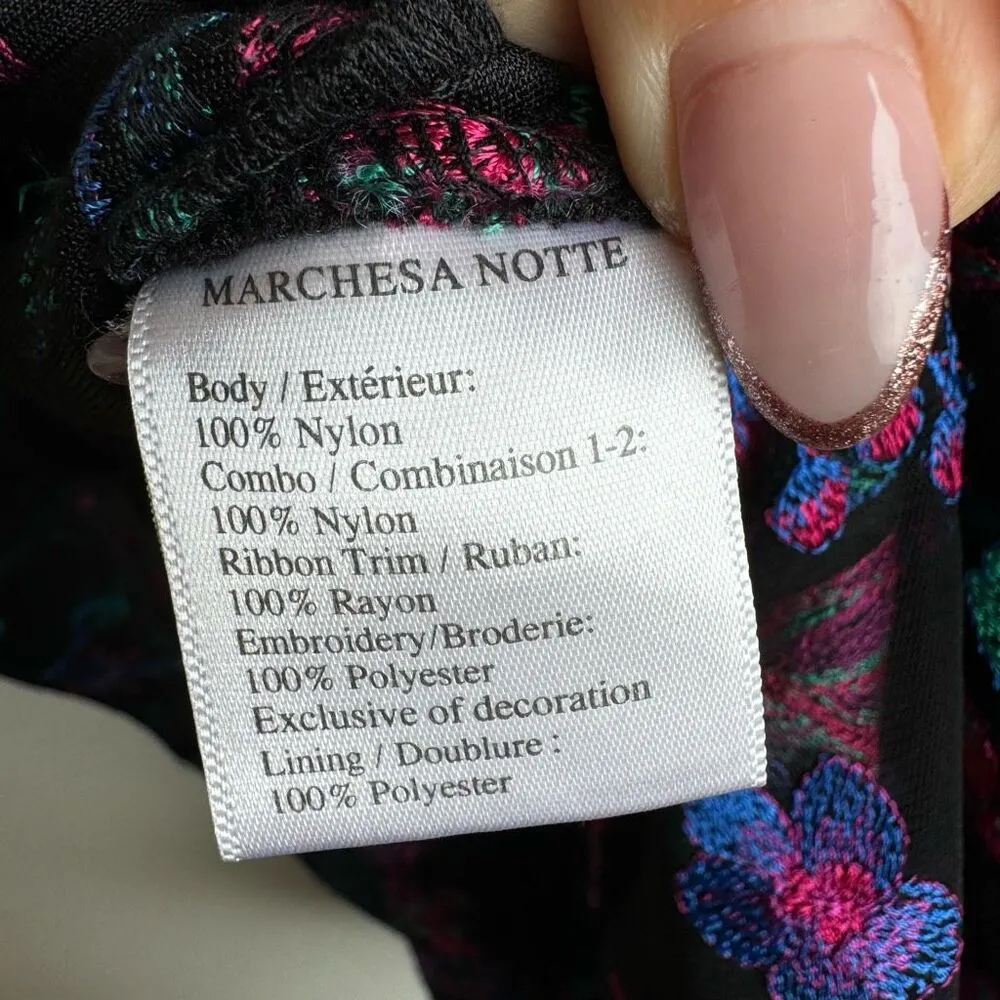 MARCHESA NOTTE
Body / Extérieur:
100% Nylon
Combo / Combinaison 1-2:
100% Nylon
Ribbon Trim / Ruban:
100% Rayon
Embroidery/Broderie:
100% Polyester
Exclusive of decoration
Lining / Doublure :
100% Polyester